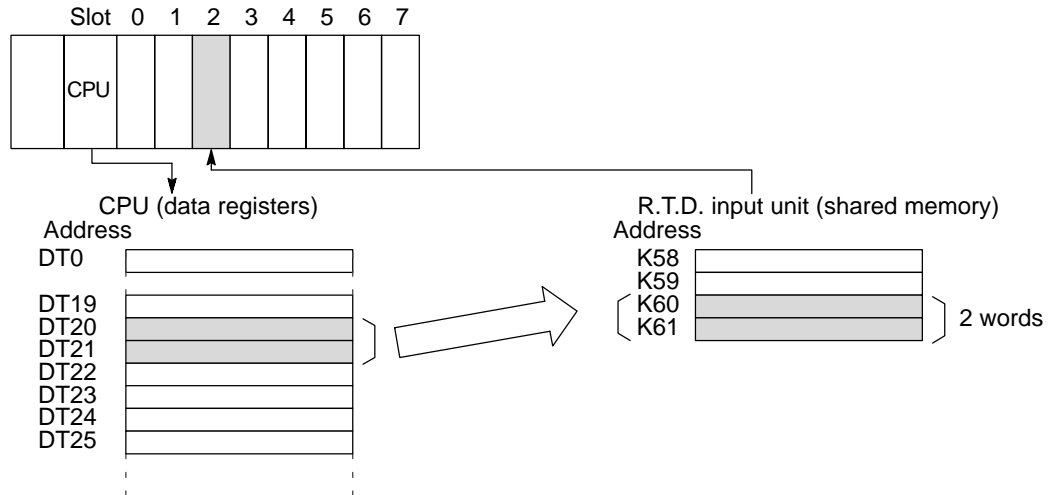 Slot 0 1 2 3 4 5 6 7
CPU
CPU (data registers)
Address
DT0
DT19
DT20
DT21
DT22
DT23
DT24
DT25
R.T.D. input unit (shared memory)
Address
K58
K59
K60
K61
2 words